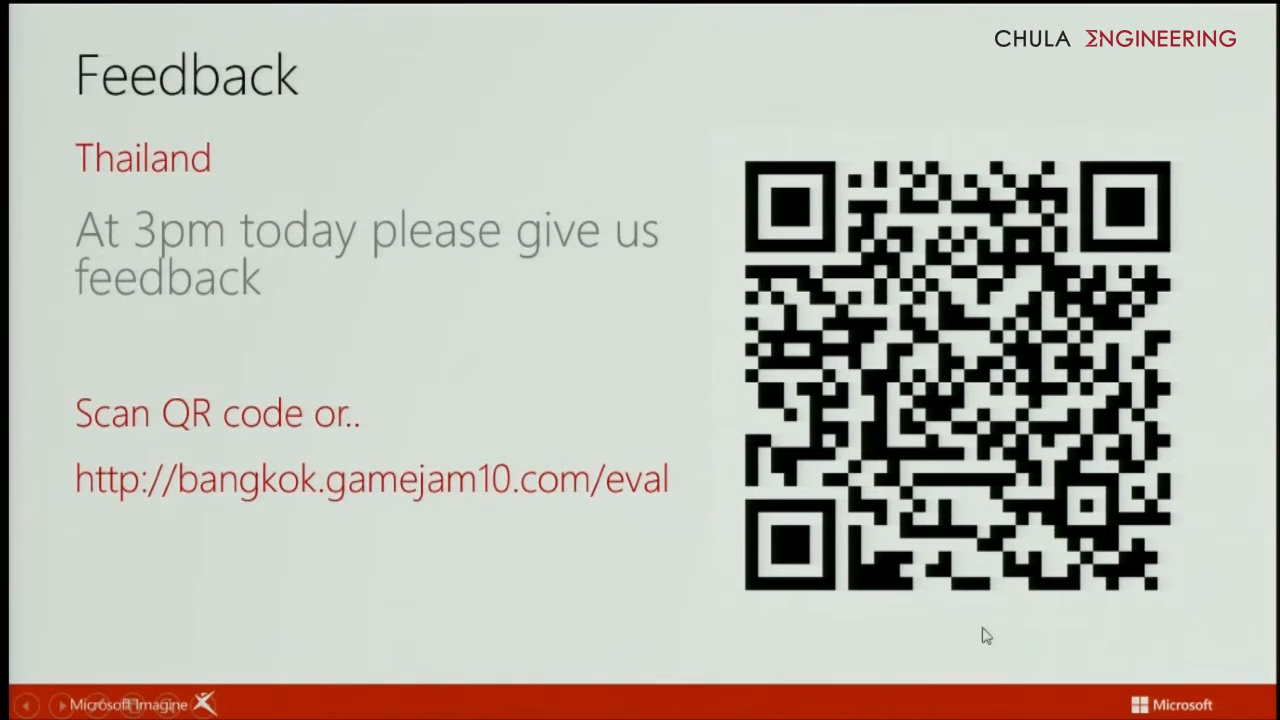 CHULA ΣNGINEERING
Feedback
Thailand
At 3pm today please give us
feedback
Scan QR code or..
http://bangkok.gamejam10.com/eval
Microsoft Imagine
Microsoft